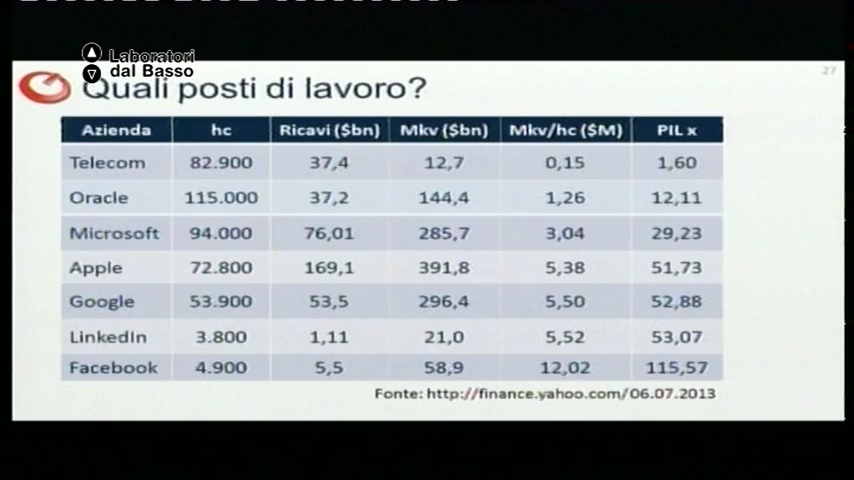 Laboratori
dal Basso
27
Quali posti di lavoro?
Azienda hc Ricavi ($bn) Mkv ($bn) Mkv/hc ($M) PIL x
Telecom 82.900 37,4 12,7 0,15 1,60
Oracle 115.000 37,2 144,4 1,26 12,11
Microsoft 94.000 76,01 285,7 3,04 29,23
Apple 72.800 169,1 391,8 5,38 51,73
Google 53.900 53,5 296,4 5,50 52,88
LinkedIn 3.800 1,11 21,0 5,52 53,07
Facebook 4.900 5,5 58,9 12,02 115,57
Fonte: http://finance.yahoo.com/06.07.2013